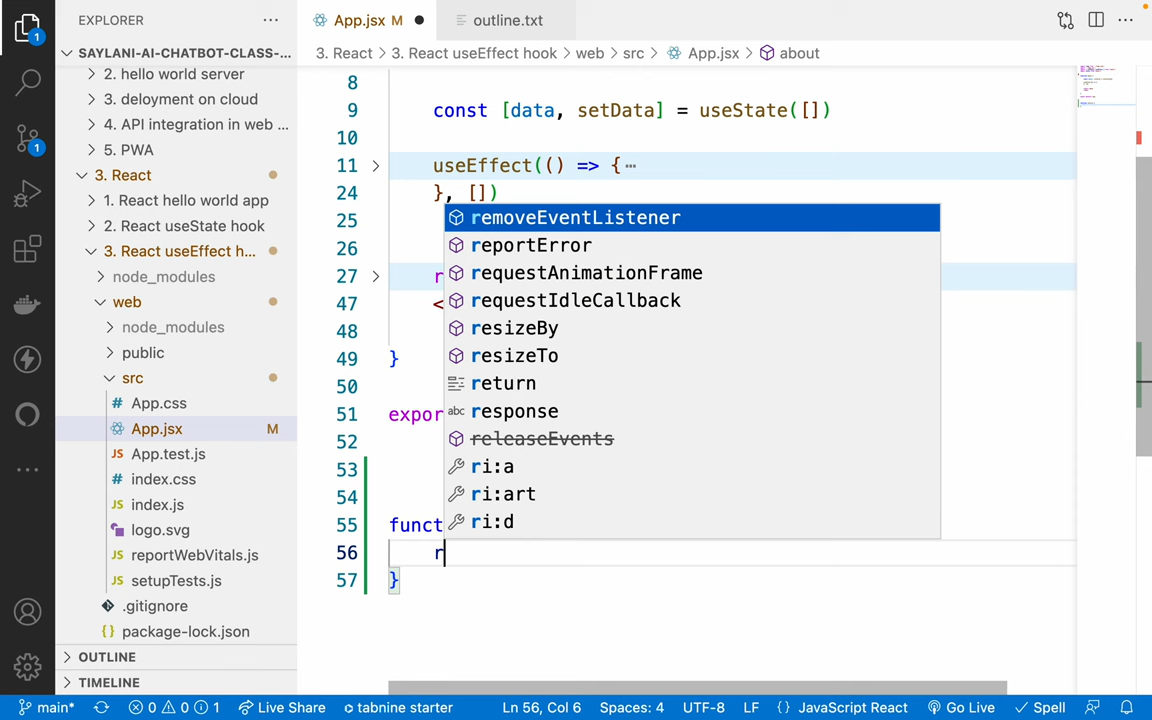 EXPLORER
App.jsx M
outline.txt
SAYLANI-AI-CHATBOT-CLASS-...
3. React > 3. React useEffect hook > web > src > App.jsx > about
2. hello world server
3. deloyment on cloud
4. API integration in web ...
5. PWA
3. React
1. React hello world app
2. React useState hook
3. React useEffect h...
node_modules
web
node_modules
public
src
App.css
App.jsx M
App.test.js
index.css
index.js
logo.svg
reportWebVitals.js
setupTests.js
.gitignore
package-lock.json
OUTLINE
TIMELINE
8
9 const [data, setData] = useState([])
10
11 useEffect(() => {
24 }, [])
25
26
27 r
47 <
48
49 }
50
51 expor
52
53
54
55 funct
56 r
57 }
removeEventListener
reportError
requestAnimationFrame
requestIdleCallback
resizeBy
resizeTo
return
abc response
releaseEvents
ri:a
ri:art
ri:d
1
1
main* 0 0 1 Live Share tabnine starter Ln 56, Col 6 Spaces: 4 UTF-8 LF {} JavaScript React Go Live Spell